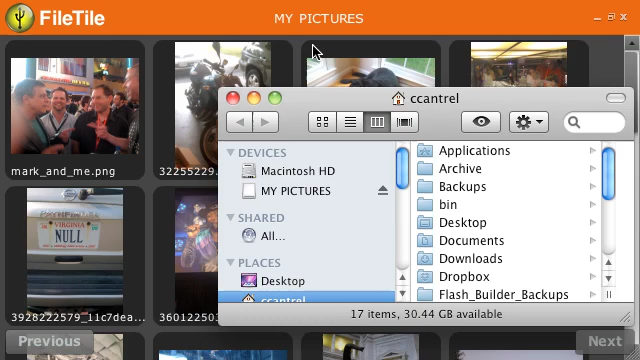 FileTile
MY PICTURES
mark_and_me.png
32255229.
VIRGINIA
NULL
3928222579_11c7dea...
360122503
Previous
Next
ccantrel
DEVICES
Macintosh HD
MY PICTURES
SHARED
All...
PLACES
Desktop
ccantrel
Applications
Archive
Backups
bin
Desktop
Documents
Downloads
Dropbox
Flash_Builder_Backups
17 items, 30.44 GB available